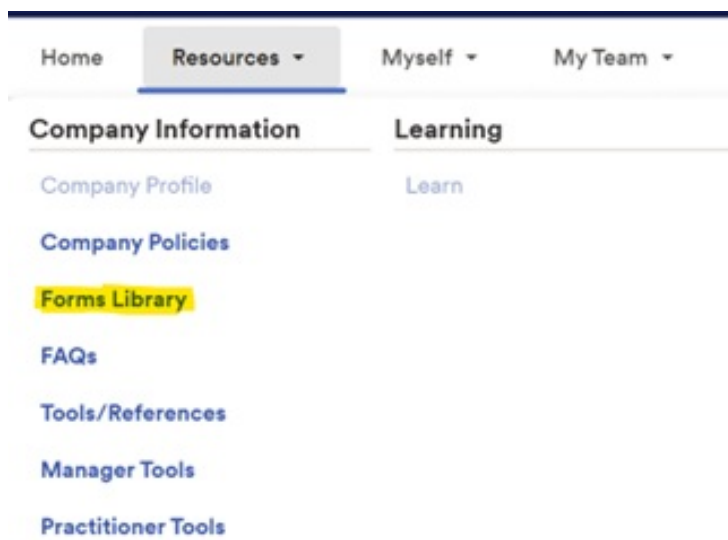 Home Resources Myself My Team
Company Information Learning
Company Profile Learn
Company Policies
Forms Library
FAQs
Tools/References
Manager Tools
Practitioner Tools